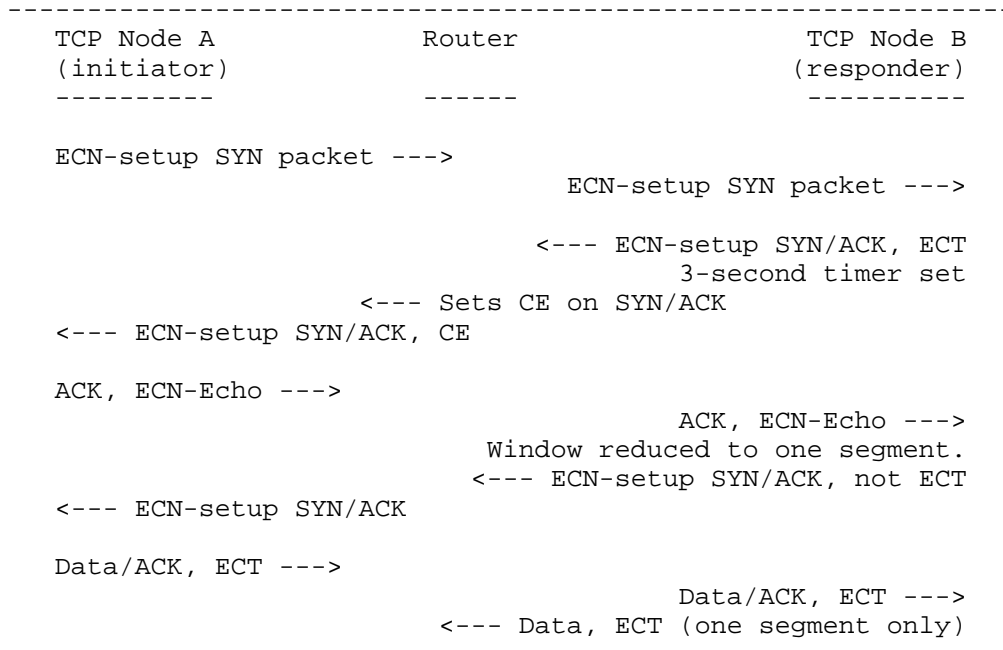 ---------------------------------------------------------------
TCP Node A             Router                  TCP Node B
(initiator)                                   (responder)
----------             ------                  ----------
ECN-setup SYN packet --->
ECN-setup SYN packet --->
<--- ECN-setup SYN/ACK, ECT
3-second timer set
<--- Sets CE on SYN/ACK
<--- ECN-setup SYN/ACK, CE
ACK, ECN-Echo --->
ACK, ECN-Echo --->
Window reduced to one segment.
<--- ECN-setup SYN/ACK, not ECT
<--- ECN-setup SYN/ACK
Data/ACK, ECT --->
Data/ACK, ECT --->
<--- Data, ECT (one segment only)